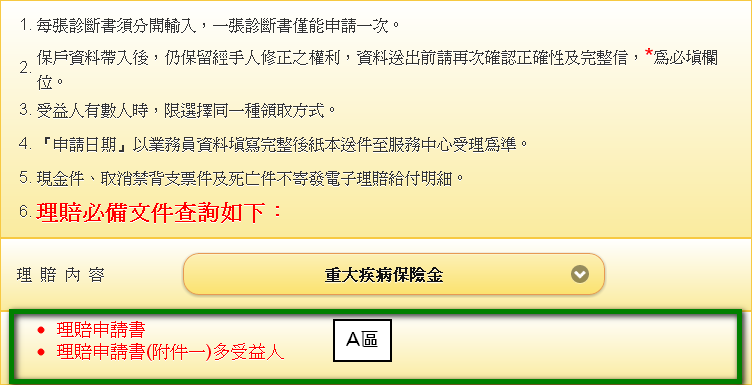 1. 每張診斷書須分開輸入，一張診斷書僅能申請一次。
2. 保戶資料帶入後，仍保留經手人修正之權利，資料送出前請再次確認正確性及完整信，*為必填欄
位。
3. 受益人有數人時，限選擇同一種領取方式。
4. 『申請日期』以業務員資料填寫完整後紙本送件至服務中心受理為準。
5. 現金件、取消禁背支票件及死亡件不寄發電子理賠給付明細。
6. 理賠必備文件查詢如下：
理 賠 內 容 重大疾病保險金
• 理賠申請書
• 理賠申請書(附件一)多受益人
A區